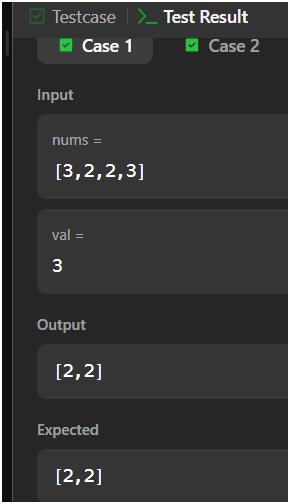 Testcase
Test Result
Case 1
Case 2
Input
nums =
[3,2,2,3]
val =
3
Output
[2,2]
Expected
[2,2]